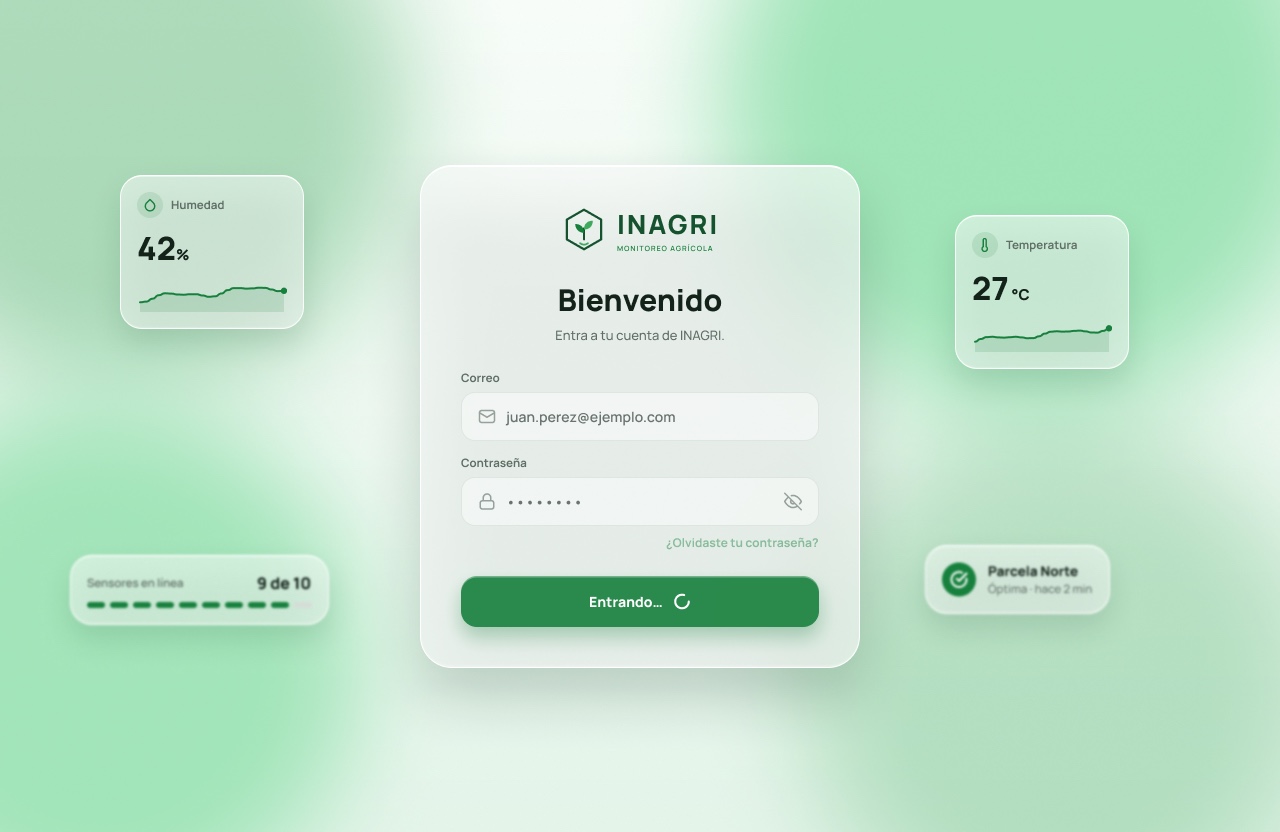 Humedad
42%
INAGRI
MONITOREO AGRÍCOLA
Bienvenido
Entra a tu cuenta de INAGRI.
Temperatura
27 °C
Correo
juan.perez@ejemplo.com
Contraseña
••••••••
¿Olvidaste tu contraseña?
Entrando...
Sensores en línea
9 de 10
Parcela Norte
Óptima · hace 2 min